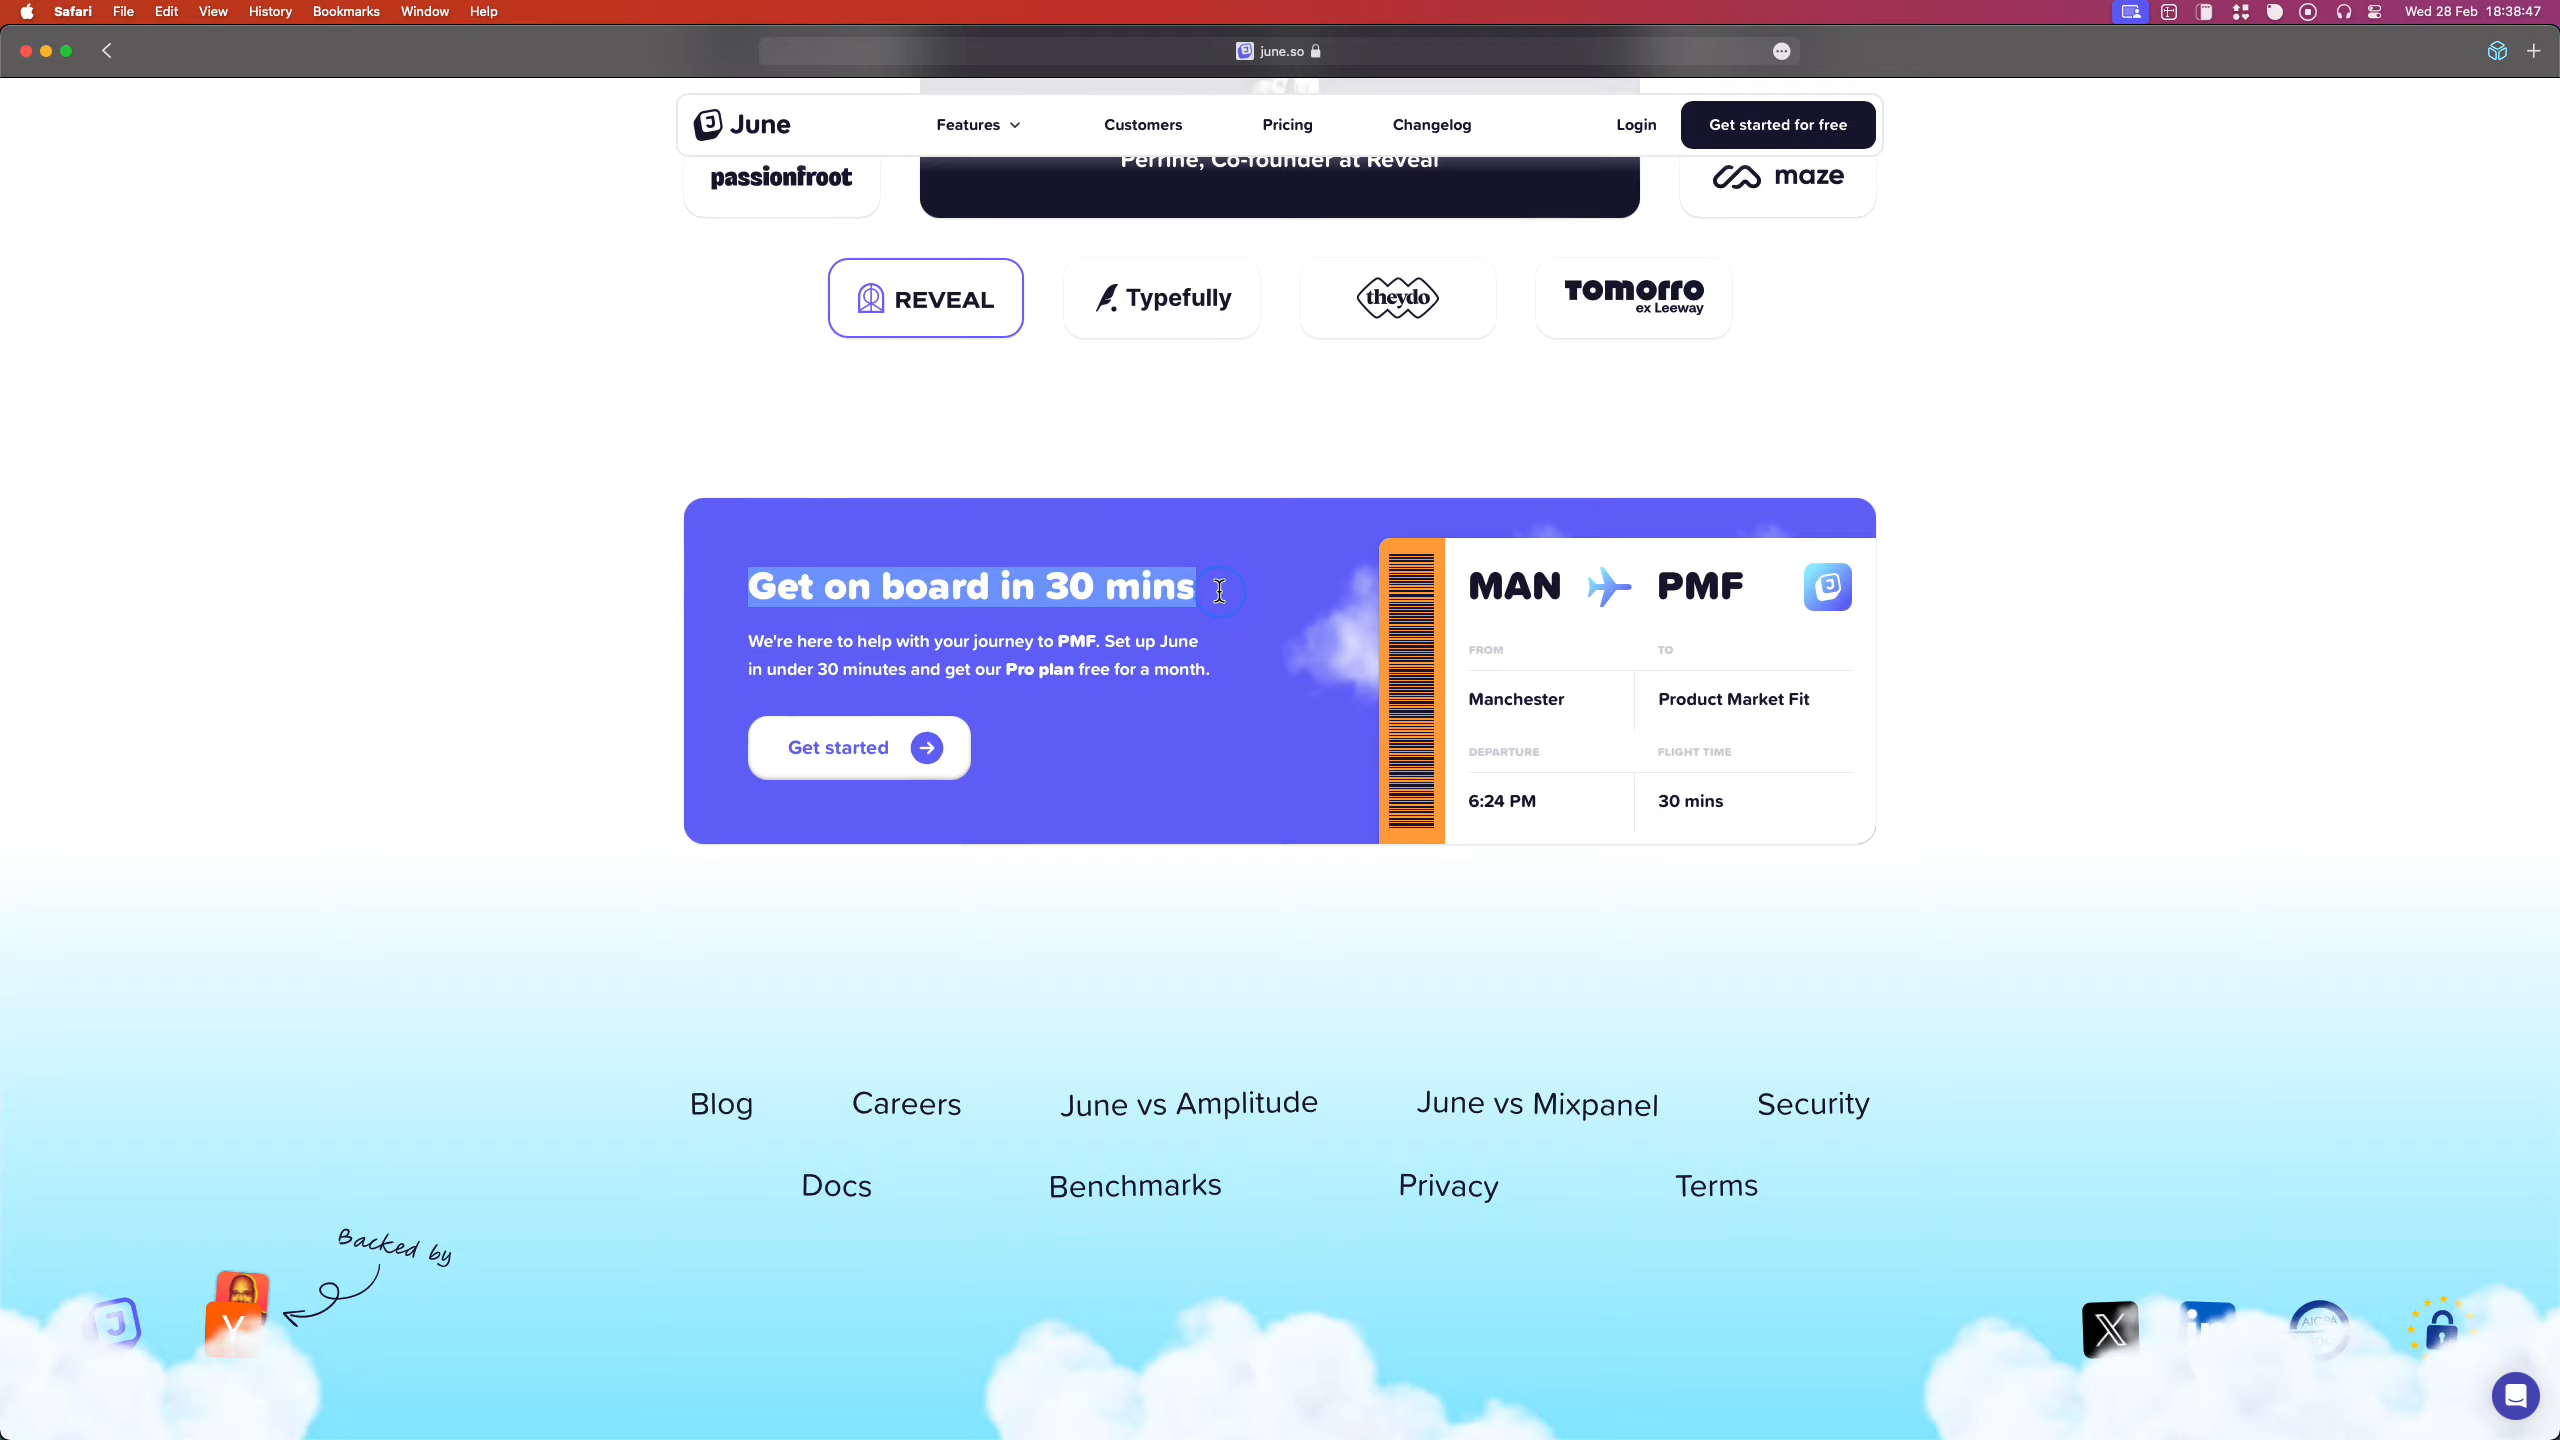 Safari File Edit View History Bookmarks Window Help
Wed 28 Feb 18:38:47
june.so
June
Features
Customers
Pricing
Changelog
Login
Get started for free
passionfroot
Perrine, Co-founder at Reveal
maze
REVEAL
Typefully
theydo
Tomorro
ex Leeway
Get on board in 30 mins
We're here to help with your journey to PMF. Set up June
in under 30 minutes and get our Pro plan free for a month.
Get started
MAN
PMF
FROM
TO
Manchester
Product Market Fit
DEPARTURE
FLIGHT TIME
6:24 PM
30 mins
Blog
Careers
June vs Amplitude
June vs Mixpanel
Security
Docs
Benchmarks
Privacy
Terms
Backed by
Y
X
in
AICPA